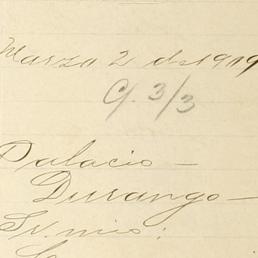 Marzo 2 de 1909
C/. 3/3
Palacio —
Durango —
Sr. mio: